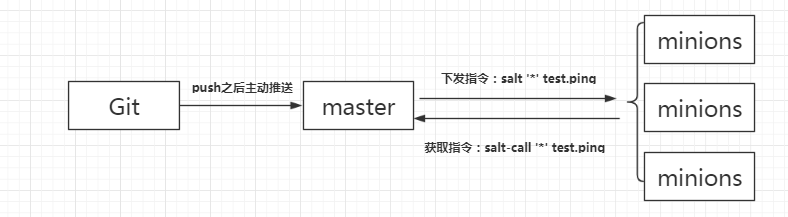 Git
push之后主动推送
master
下发指令：salt '*' test.ping
获取指令：salt-call '*' test.ping
minions
minions
minions